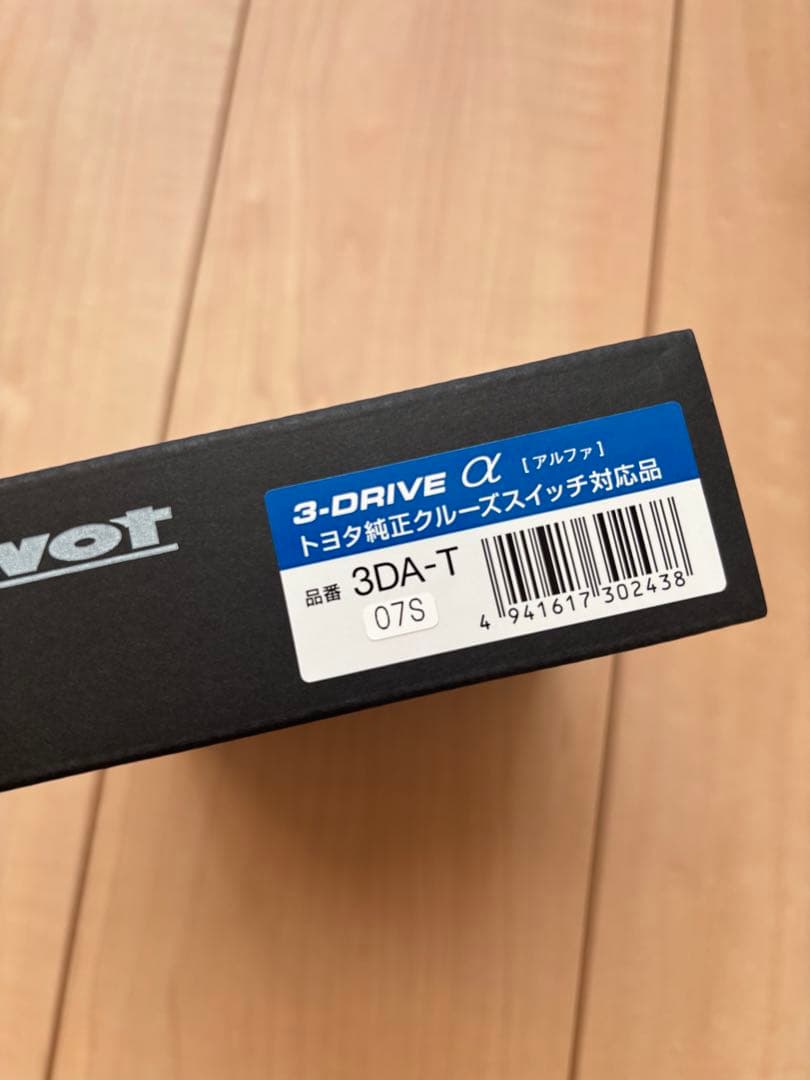 vot
3-DRIVE α [アルファ]
トヨタ純正クルーズスイッチ対応品
品番 3DA-T
07S
4 941617 302438